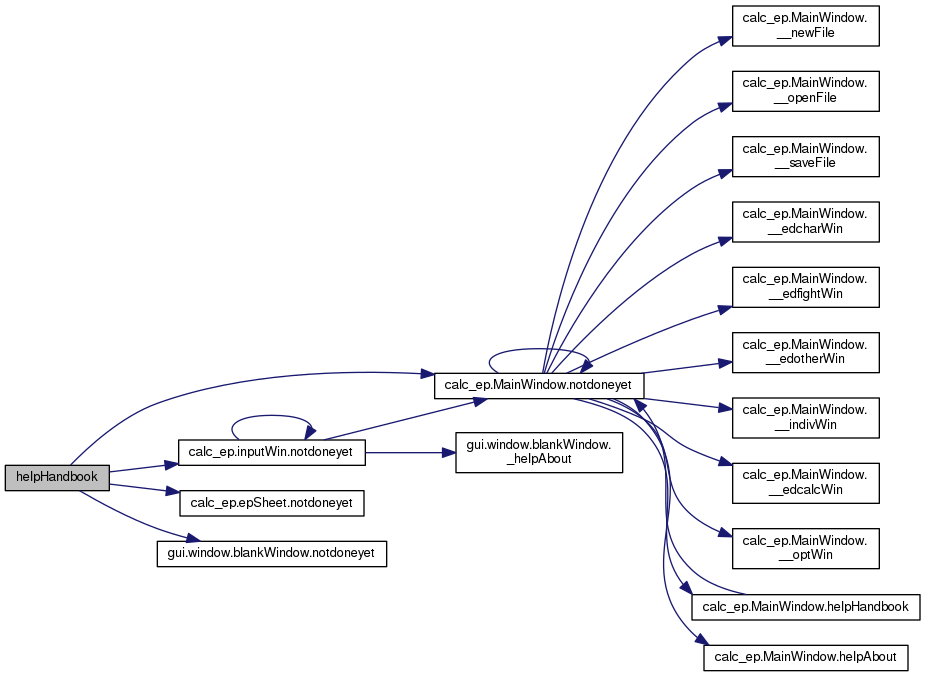 calc_ep.MainWindow.
__newFile
calc_ep.MainWindow.
__openFile
calc_ep.MainWindow.
__saveFile
calc_ep.MainWindow.
__edcharWin
calc_ep.MainWindow.
__edfightWin
calc_ep.MainWindow.
__edotherWin
calc_ep.MainWindow.notdoneyet
calc_ep.MainWindow.
__indivWin
calc_ep.inputWin.notdoneyet
gui.window.blankWindow.
_helpAbout
helpHandbook
calc_ep.MainWindow.
__edcalcWin
calc_ep.epSheet.notdoneyet
gui.window.blankWindow.notdoneyet
calc_ep.MainWindow.
__optWin
calc_ep.MainWindow.helpHandbook
calc_ep.MainWindow.helpAbout